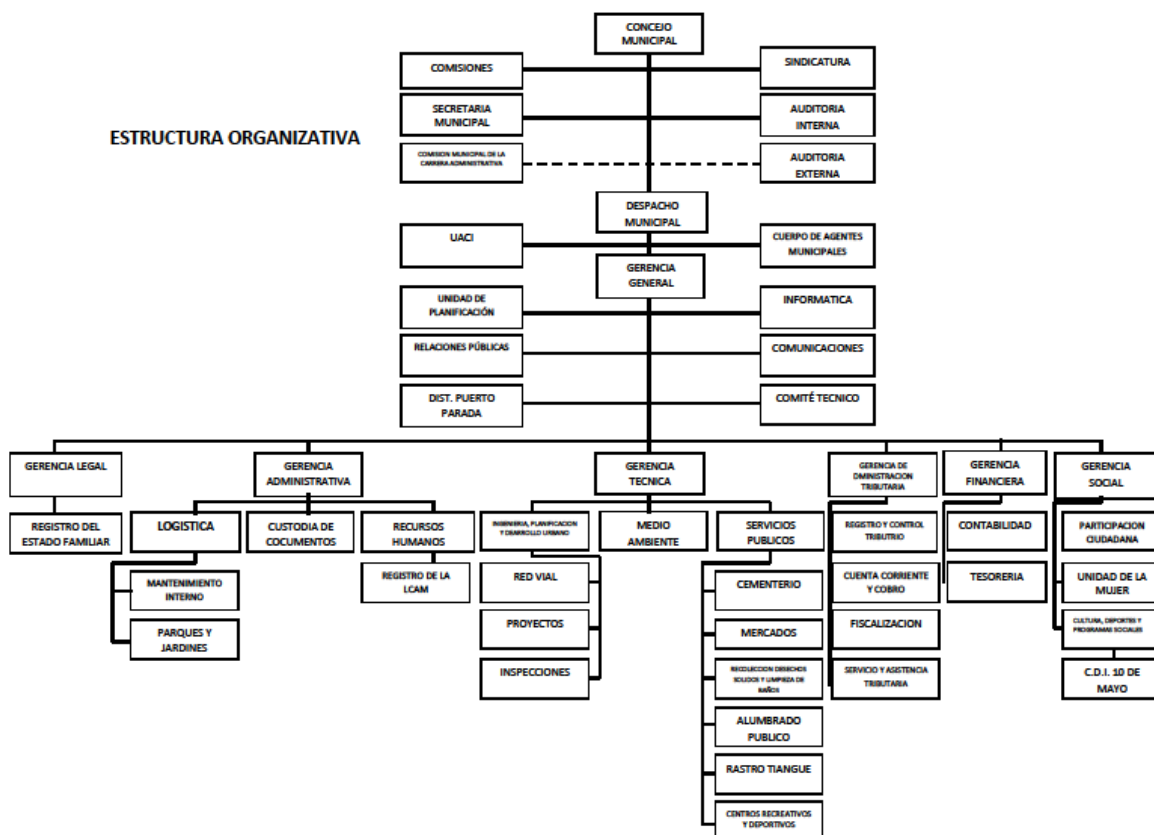 CONCEJO
MUNICIPAL
COMISIONES
SINDICATURA
SECRETARIA
MUNICIPAL
AUDITORIA
INTERNA
ESTRUCTURA ORGANIZATIVA
COMISION MUNICIPAL DE LA
CARRERA ADMINISTRATIVA
AUDITORIA
EXTERNA
DESPACHO
MUNICIPAL
UACI
CUERPO DE AGENTES
MUNICIPALES
GERENCIA
GENERAL
UNIDAD DE
PLANIFICACIÓN
INFORMATICA
RELACIONES PÚBLICAS
COMUNICACIONES
DIST. PUERTO
PARADA
COMITÉ TECNICO
GERENCIA LEGAL
GERENCIA
ADMINISTRATIVA
GERENCIA
TECNICA
GERENCIA DE
DMINISTRACION
TRIBUTARIA
GERENCIA
FINANCIERA
GERENCIA
SOCIAL
REGISTRO DEL
ESTADO FAMILIAR
LOGISTICA
CUSTODIA DE
COCUMENTOS
RECURSOS
HUMANOS
INGENIERIA, PLANIFICACION
Y DESARROLLO URBANO
MEDIO
AMBIENTE
SERVICIOS
PUBLICOS
REGISTRO Y CONTROL
TRIBUTRIO
CONTABILIDAD
PARTICIPACION
CIUDADANA
MANTENIMIENTO
INTERNO
REGISTRO DE LA
LCAM
RED VIAL
CEMENTERIO
CUENTA CORRIENTE
Y COBRO
TESORERIA
UNIDAD DE LA
MUJER
PARQUES Y
JARDINES
PROYECTOS
MERCADOS
FISCALIZACION
CULTURA, DEPORTES Y
PROGRAMAS SOCIALES
INSPECCIONES
RECOLECCION DESECHOS
SOLIDOS Y LIMPIEZA DE
BAÑOS
SERVICIO Y ASISTENCIA
TRIBUTARIA
C.D.I. 10 DE
MAYO
ALUMBRADO
PUBLICO
RASTRO TIANGUE
CENTROS RECREATIVOS
Y DEPORTIVOS